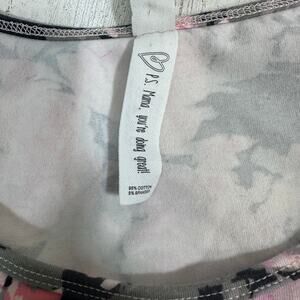 P.S. Mama, you're doing great!
95% COTTON
5% SPANDEX